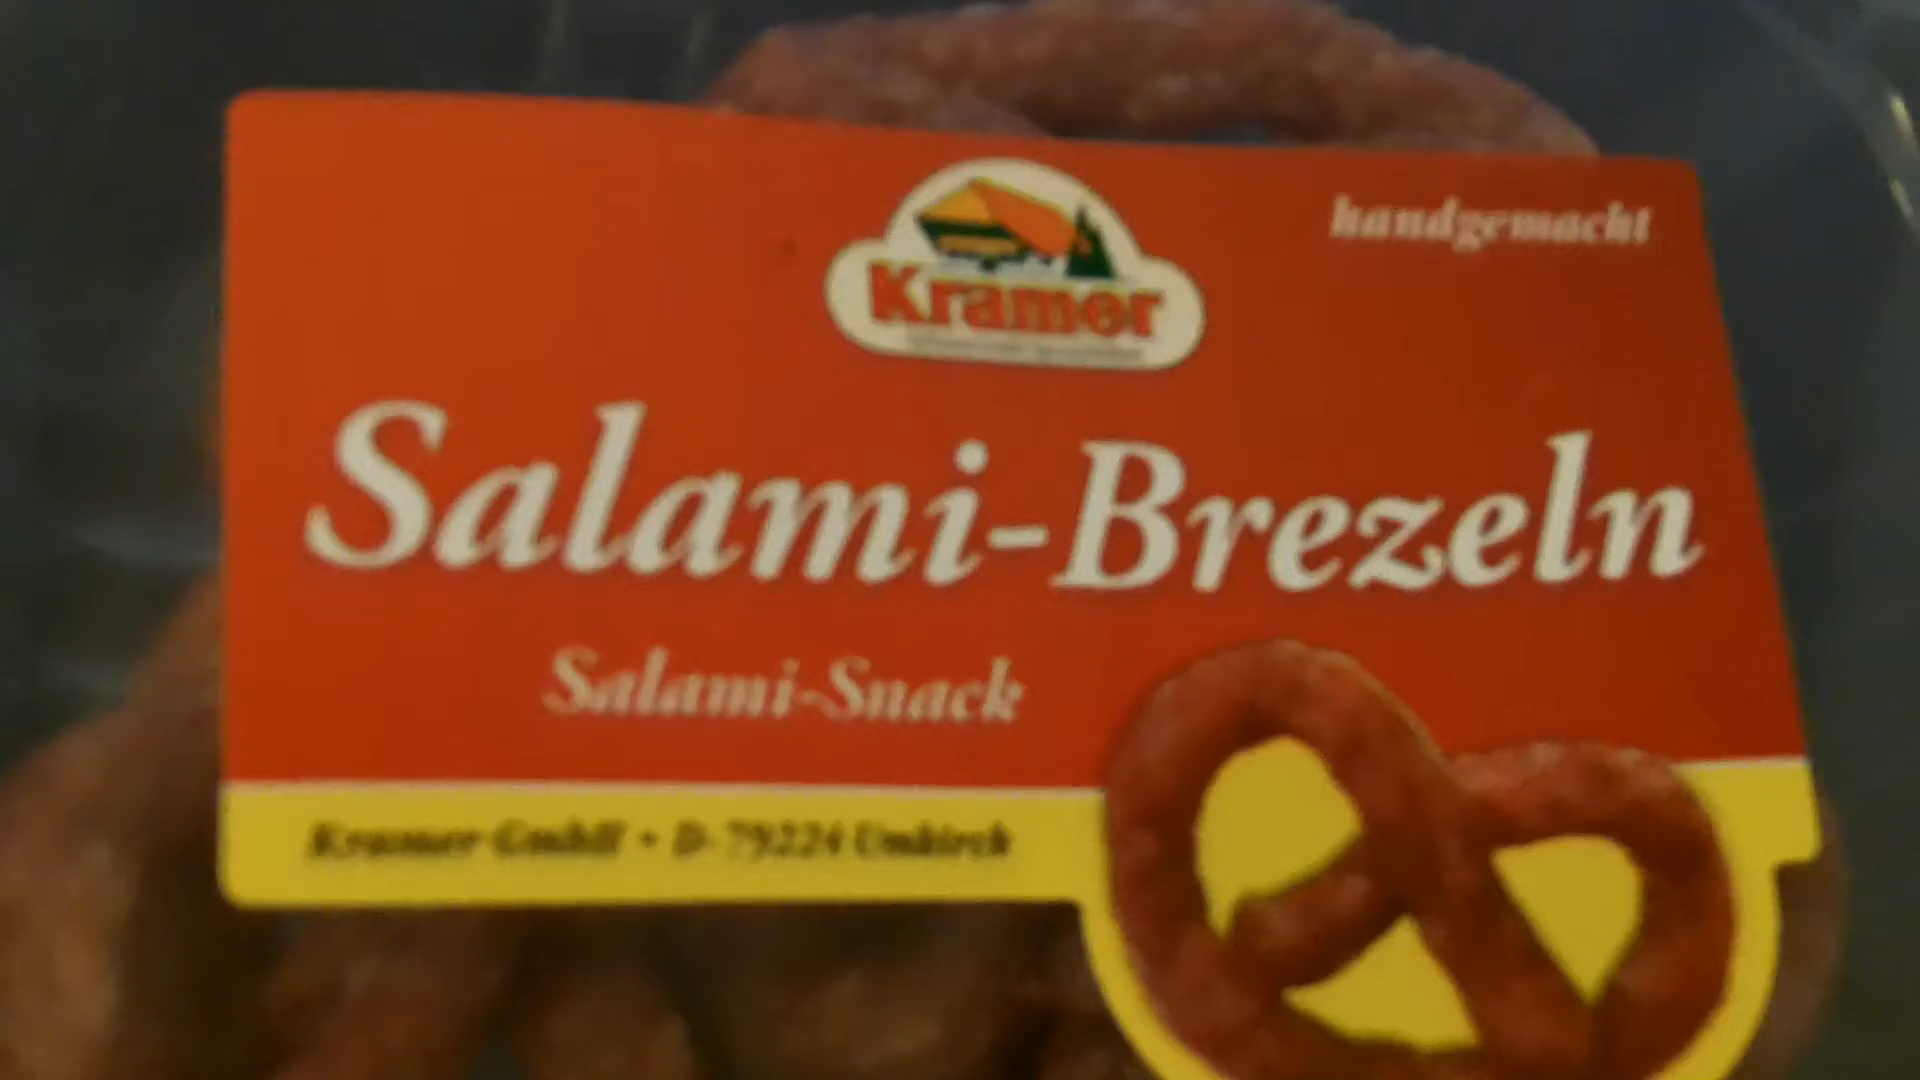 handgemacht
Kramer
Salami-Brezeln
Salami-Snack
Kramer GmbH • D-79224 Umkirch